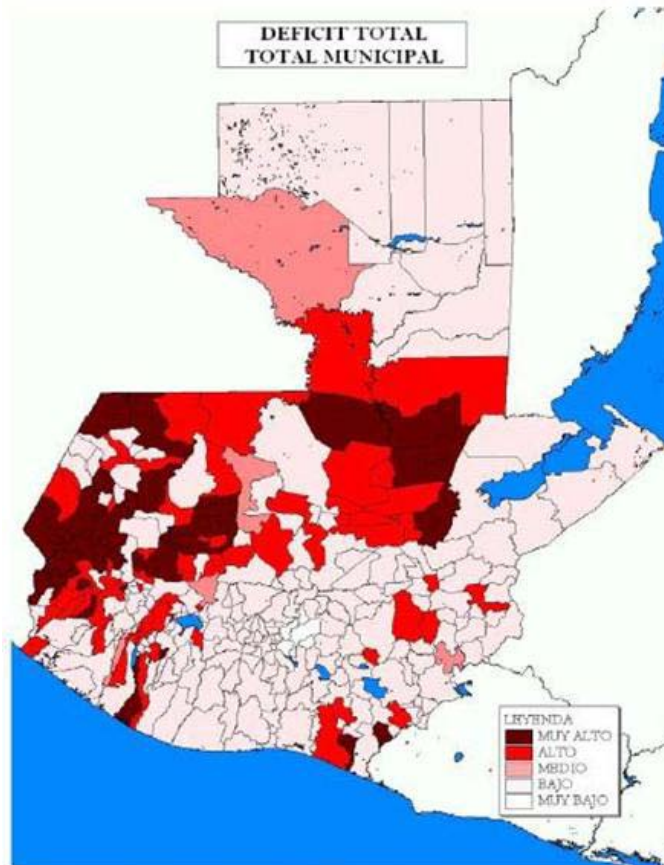 DEFICIT TOTAL
TOTAL MUNICIPAL
LEYENDA
MUY ALTO
ALTO
MEDIO
BAJO
MUY BAJO